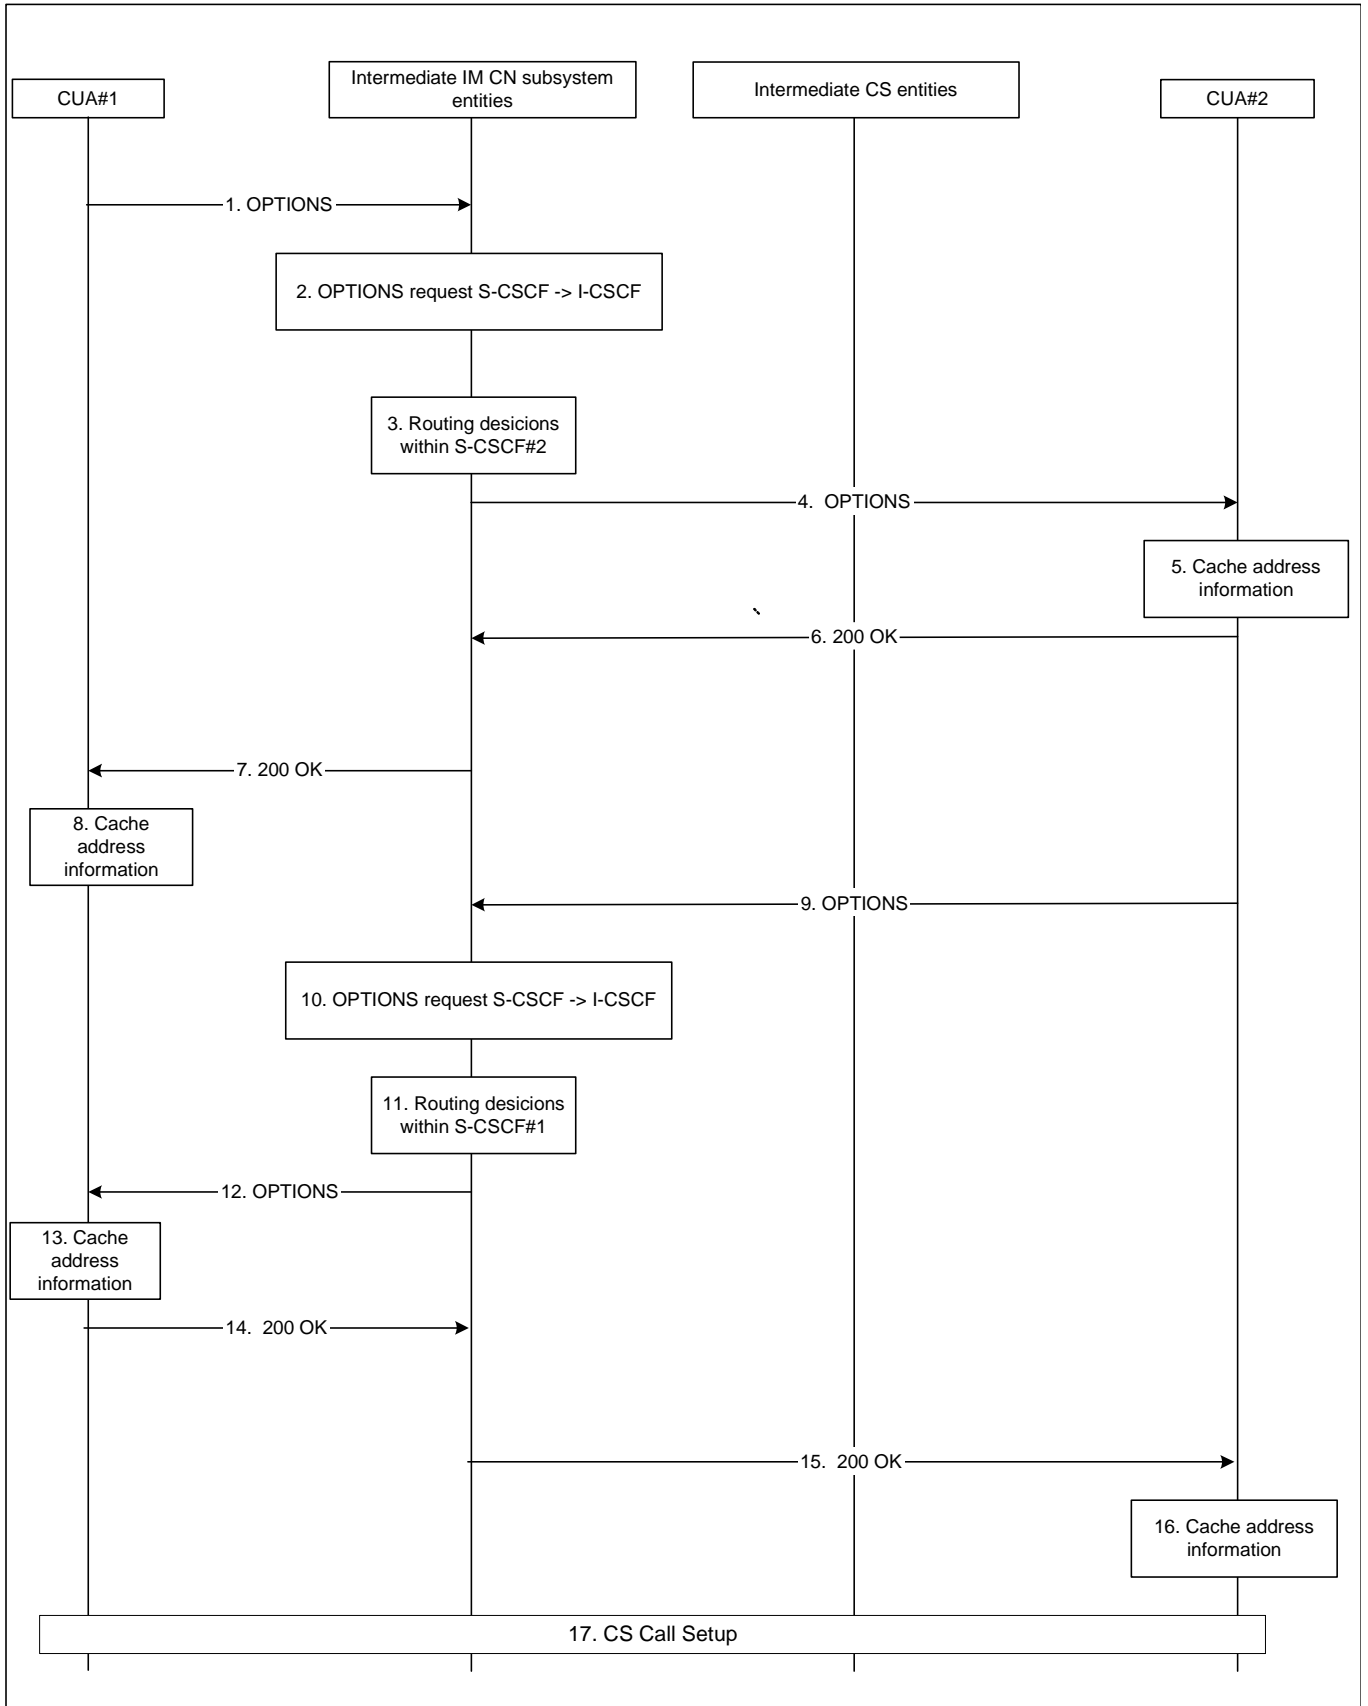 CUA#1
Intermediate IM CN subsystem
entities
Intermediate CS entities
CUA#2
1. OPTIONS
2. OPTIONS request S-CSCF -> I-CSCF
3. Routing desicions
within S-CSCF#2
4.  OPTIONS
5. Cache address
information
6. 200 OK
7. 200 OK
8. Cache
address
information
9. OPTIONS
10. OPTIONS request S-CSCF -> I-CSCF
11. Routing desicions
within S-CSCF#1
12. OPTIONS
13. Cache
address
information
14.  200 OK
15.  200 OK
16. Cache address
information
17. CS Call Setup